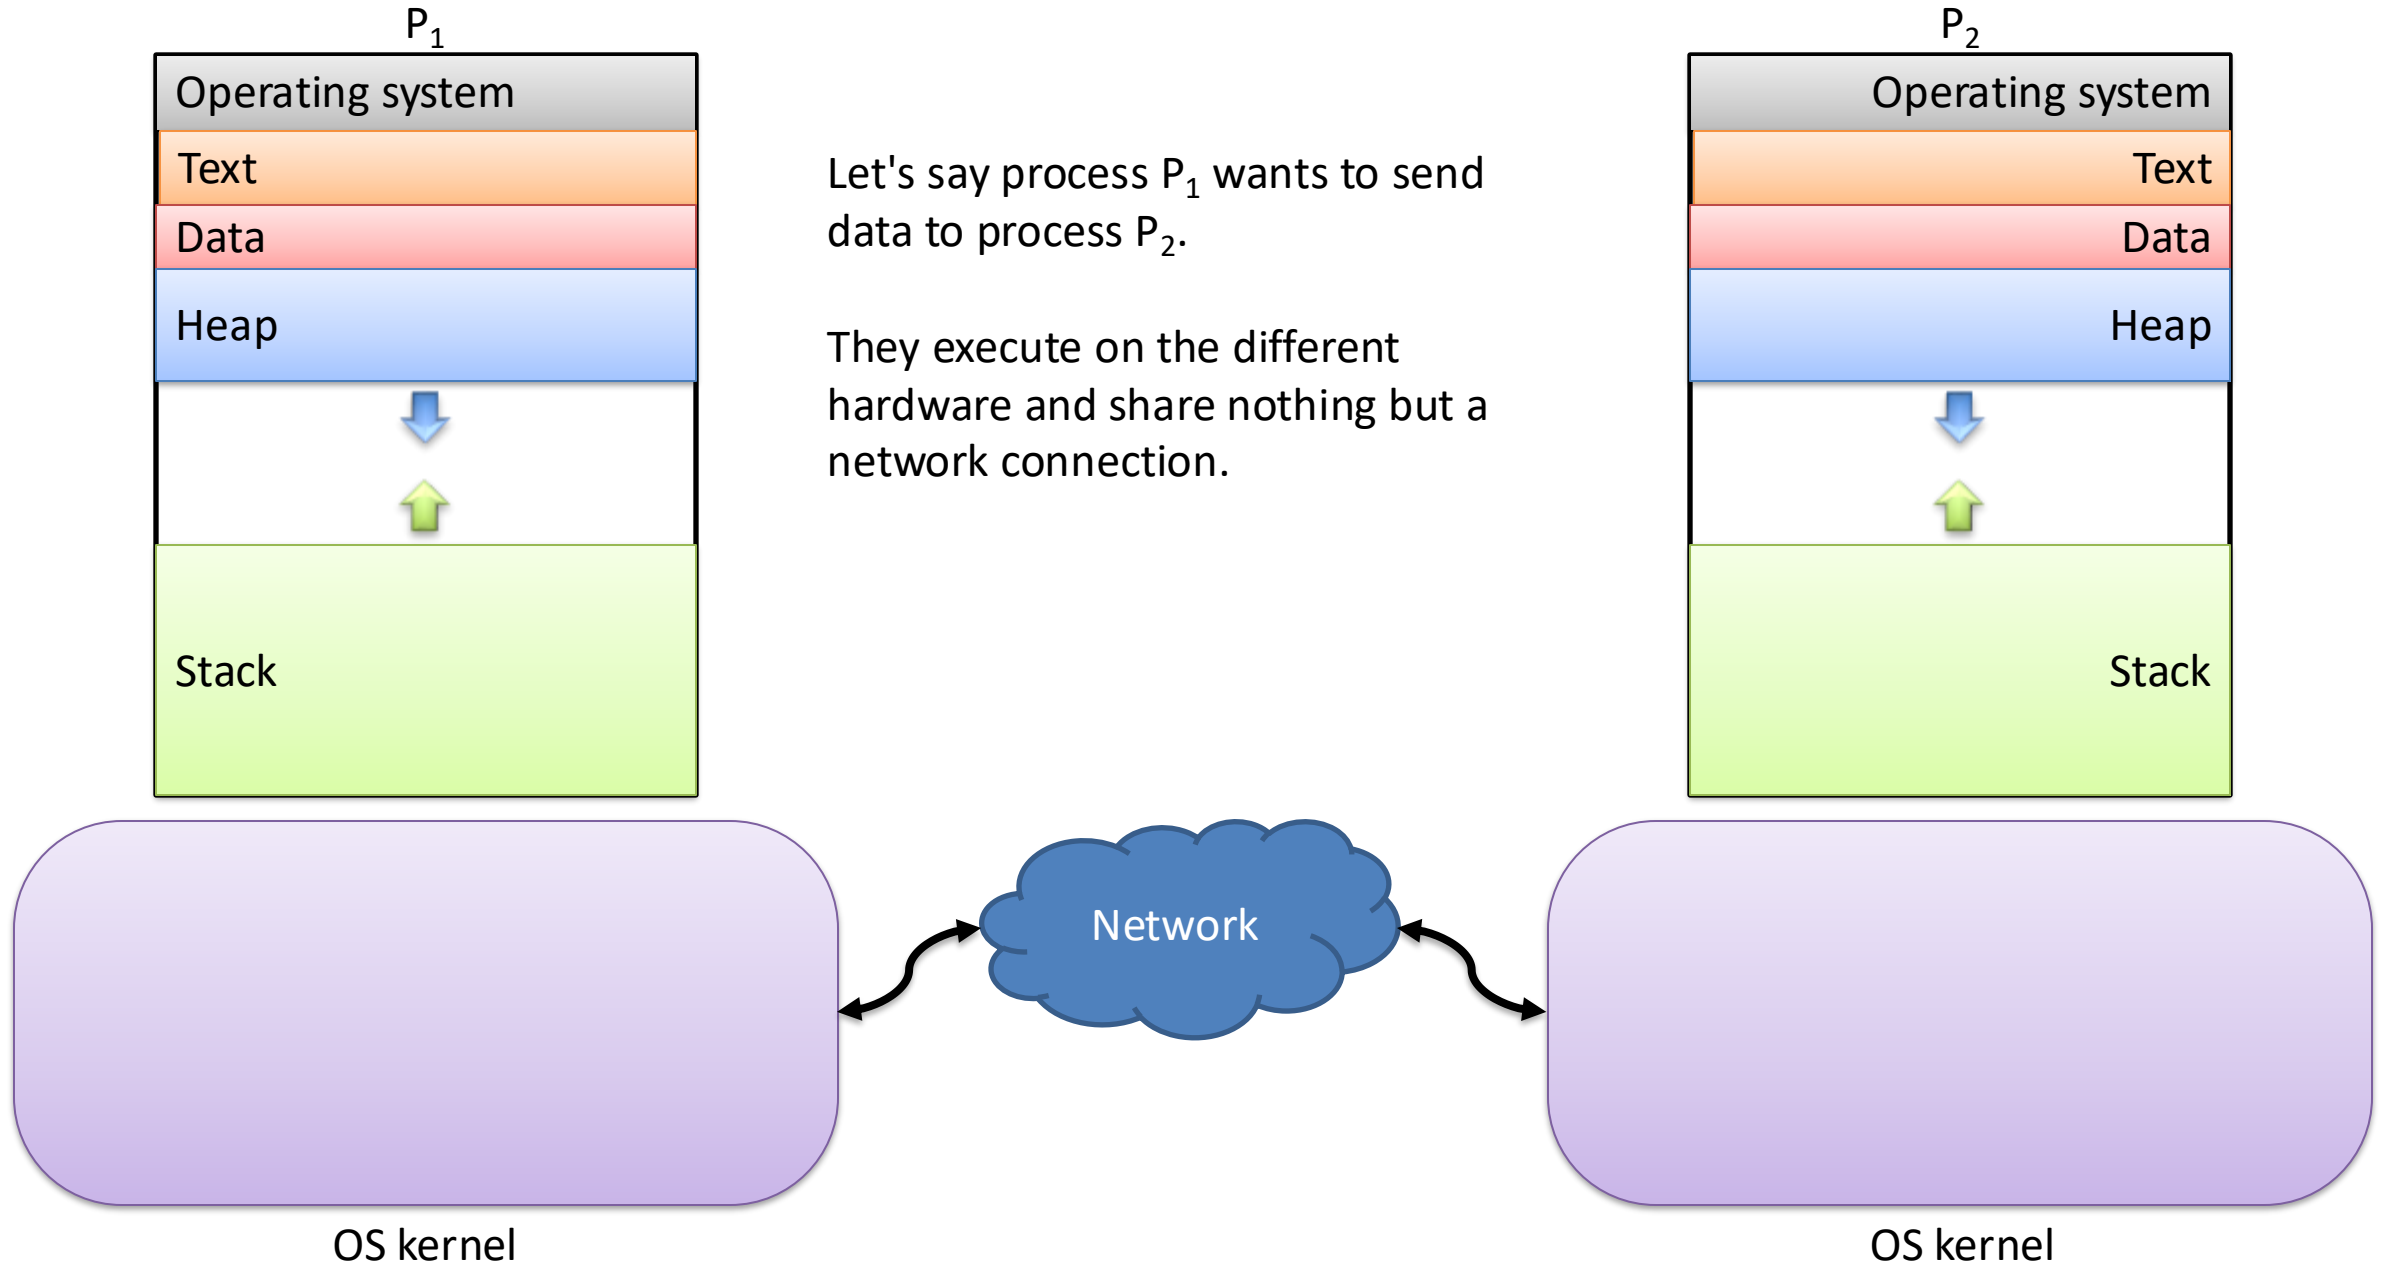 P1
Operating system
Text
Data
Heap
Stack
OS kernel
Let's say process P1 wants to send
data to process P2.
They execute on the different
hardware and share nothing but a
network connection.
Network
P2
Operating system
Text
Data
Heap
Stack
OS kernel